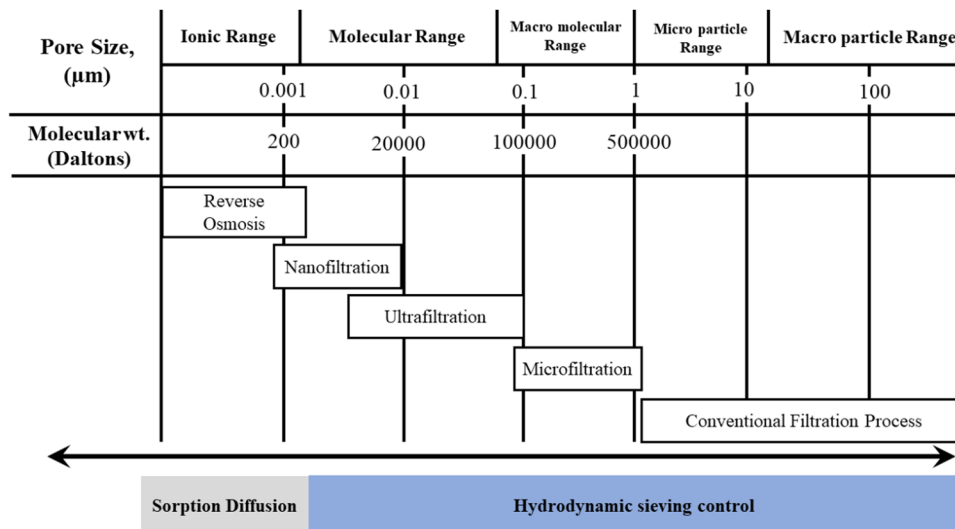 Pore Size,
(µm)
Ionic Range
Molecular Range
Macro molecular
Range
Micro particle
Range
Macro particle Range
0.001
0.01
0.1
1
10
100
Molecular wt.
(Daltons)
200
20000
100000
500000
Reverse
Osmosis
Nanofiltration
Ultrafiltration
Microfiltration
Conventional Filtration Process
Sorption Diffusion
Hydrodynamic sieving control